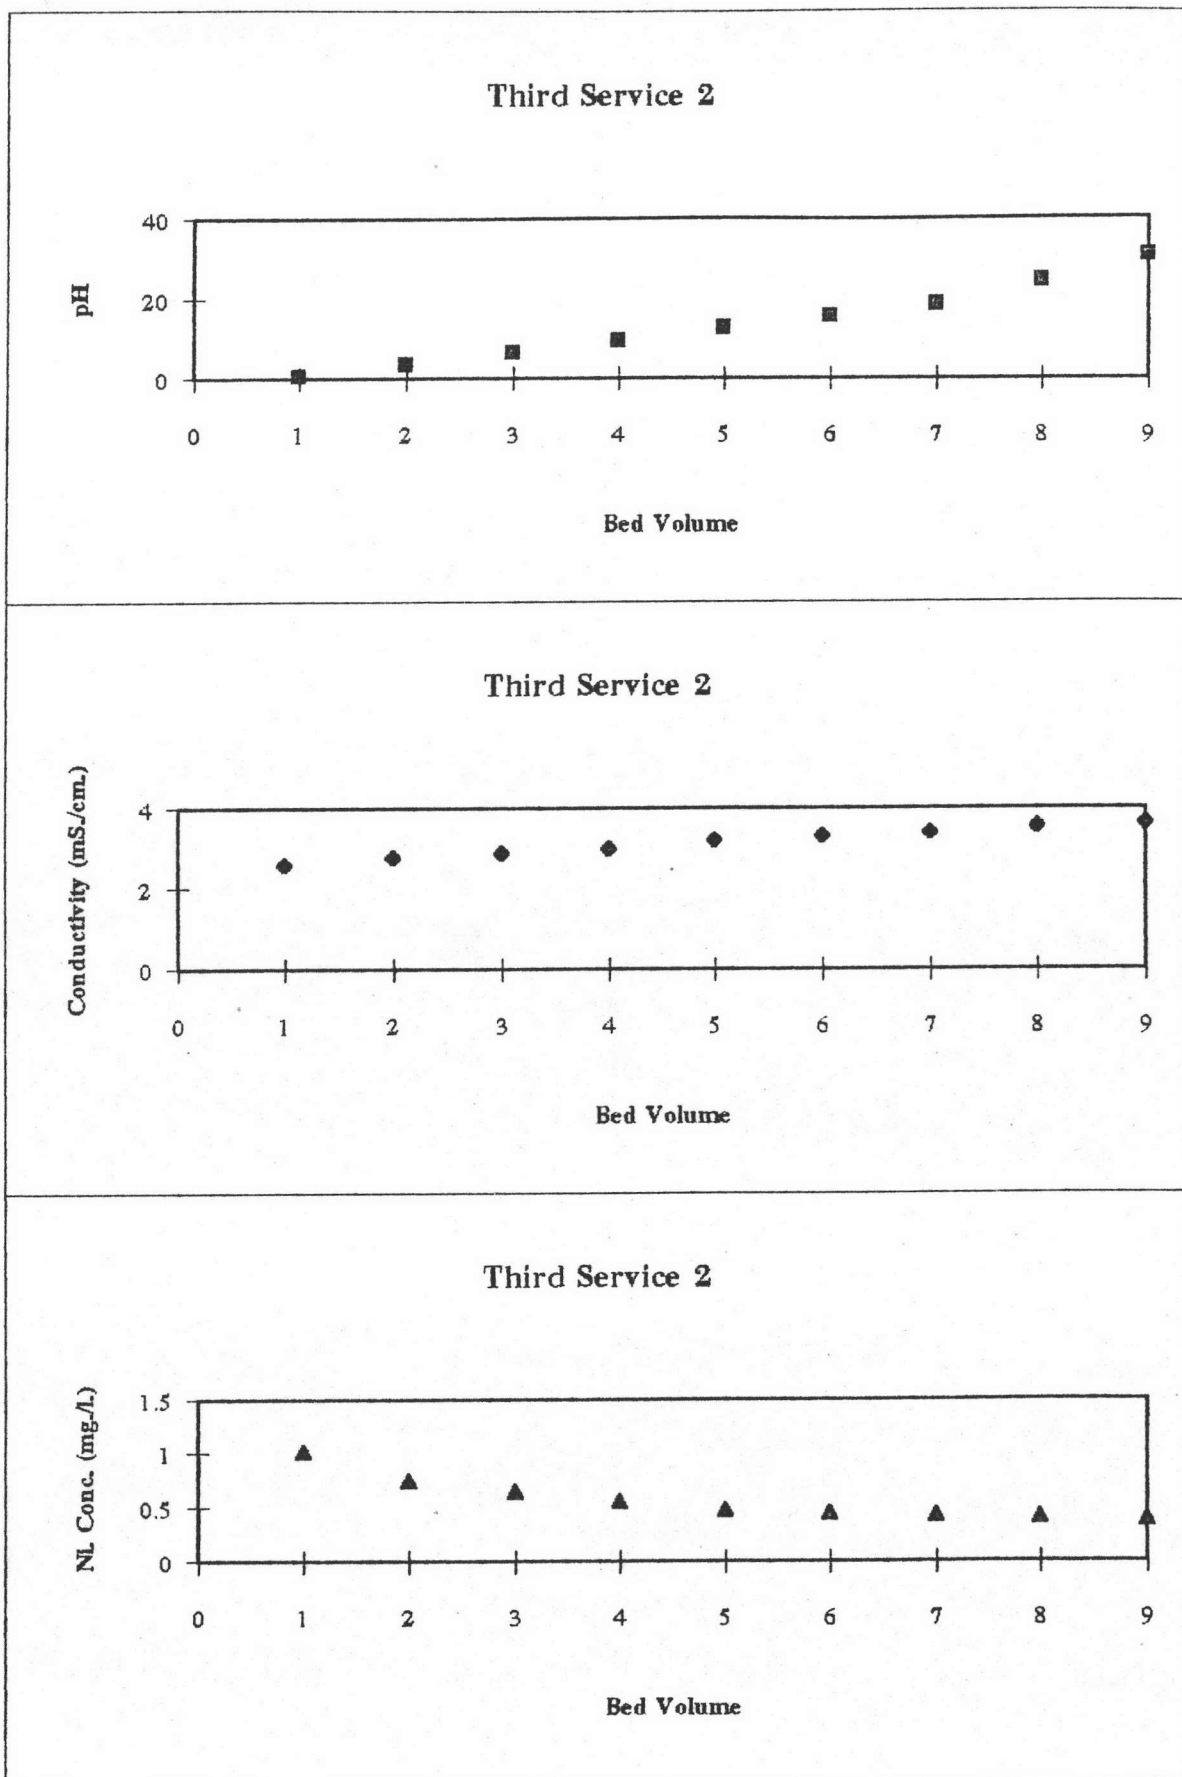 Third Service 2
40
pH
20
0
0 1 2 3 4 5 6 7 8 9
Bed Volume
Third Service 2
Conductivity (mS./cm.)
4
2
0
0 1 2 3 4 5 6 7 8 9
Bed Volume
Third Service 2
Ni. Conc. (mg./l.)
1.5
1
0.5
0
0 1 2 3 4 5 6 7 8 9
Bed Volume